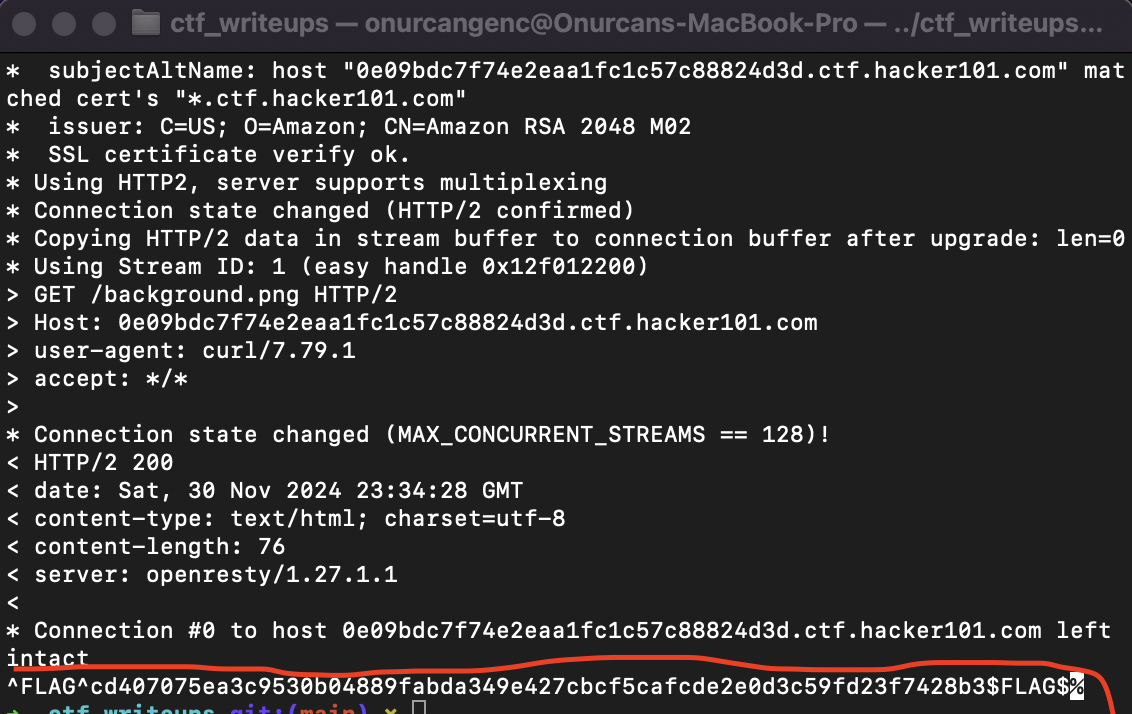 ctf_writeups — onurcangenc@Onurcans-MacBook-Pro — ../ctf_writeups...
*  subjectAltName: host "0e09bdc7f74e2eaa1fc1c57c88824d3d.ctf.hacker101.com" mat
ched cert's "*.ctf.hacker101.com"
*  issuer: C=US; O=Amazon; CN=Amazon RSA 2048 M02
*  SSL certificate verify ok.
* Using HTTP2, server supports multiplexing
* Connection state changed (HTTP/2 confirmed)
* Copying HTTP/2 data in stream buffer to connection buffer after upgrade: len=0
* Using Stream ID: 1 (easy handle 0x12f012200)
> GET /background.png HTTP/2
> Host: 0e09bdc7f74e2eaa1fc1c57c88824d3d.ctf.hacker101.com
> user-agent: curl/7.79.1
> accept: */*
>
* Connection state changed (MAX_CONCURRENT_STREAMS == 128)!
< HTTP/2 200
< date: Sat, 30 Nov 2024 23:34:28 GMT
< content-type: text/html; charset=utf-8
< content-length: 76
< server: openresty/1.27.1.1
<
* Connection #0 to host 0e09bdc7f74e2eaa1fc1c57c88824d3d.ctf.hacker101.com left
intact
^FLAG^cd407075ea3c9530b04889fabda349e427cbcf5cafcde2e0d3c59fd23f7428b3$FLAG$%
ctf_writeups git:(main)